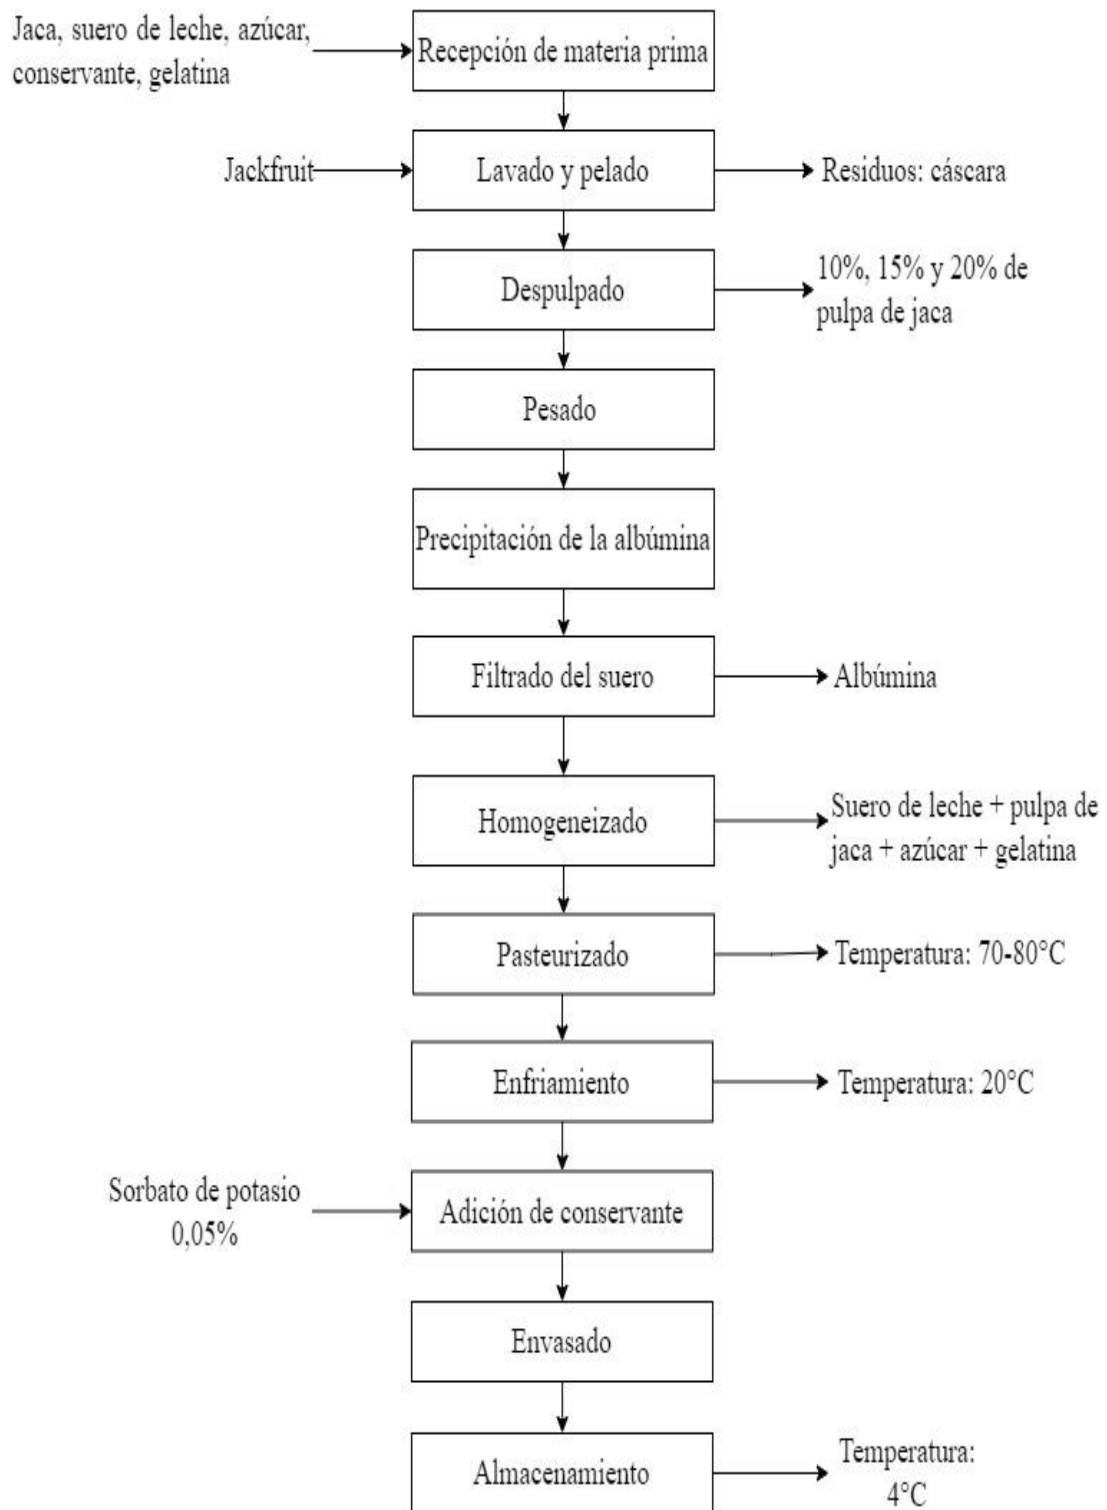 Jaca, suero de leche, azúcar,
conservante, gelatina
Recepción de materia prima
Jackfruit
Lavado y pelado
Residuos: cáscara
Despulpado
10%, 15% y 20% de
pulpa de jaca
Pesado
Precipitación de la albúmina
Filtrado del suero
Albúmina
Homogeneizado
Suero de leche + pulpa de
jaca + azúcar + gelatina
Pasteurizado
Temperatura: 70-80°C
Enfriamiento
Temperatura: 20°C
Sorbato de potasio
0,05%
Adición de conservante
Envasado
Almacenamiento
Temperatura:
4°C